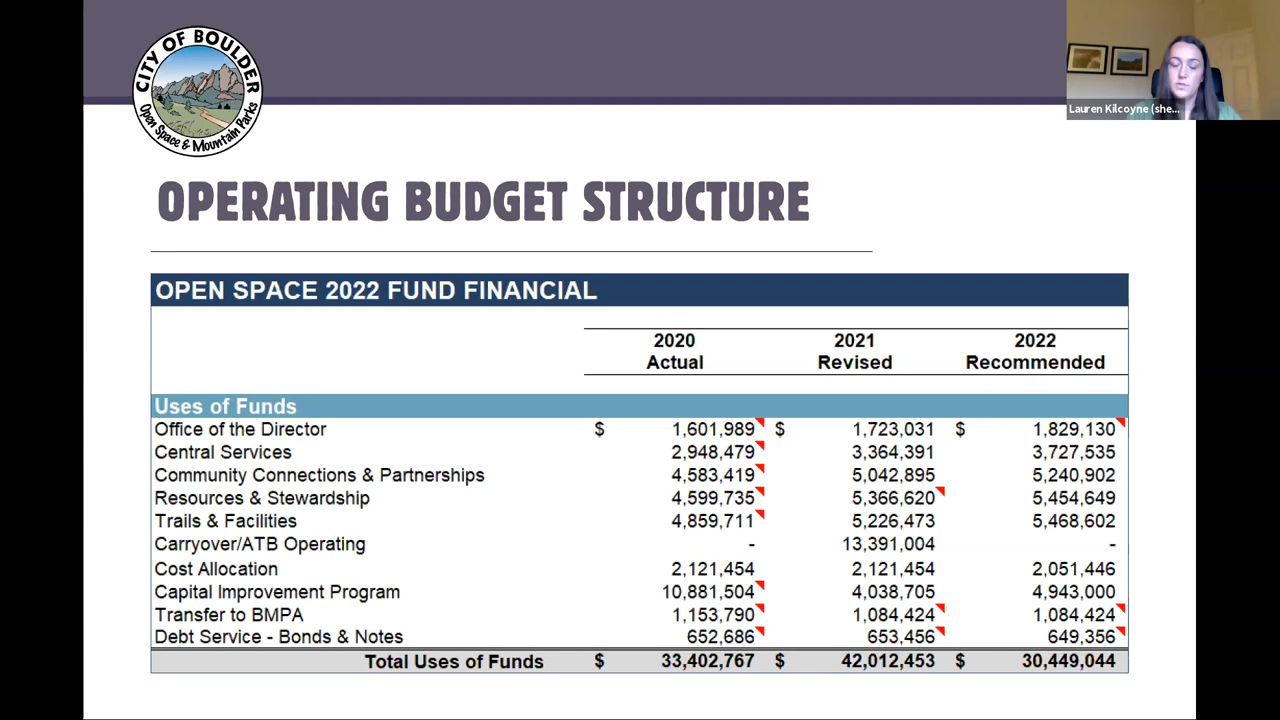 CITY OF BOULDER
Open Space & Mountain Parks
Lauren Kilcoyne (she...
OPERATING BUDGET STRUCTURE
OPEN SPACE 2022 FUND FINANCIAL
2020 2021 2022
Actual Revised Recommended
Uses of Funds
Office of the Director $ 1,601,989 $ 1,723,031 $ 1,829,130
Central Services 2,948,479 3,364,391 3,727,535
Community Connections & Partnerships 4,583,419 5,042,895 5,240,902
Resources & Stewardship 4,599,735 5,366,620 5,454,649
Trails & Facilities 4,859,711 5,226,473 5,468,602
Carryover/ATB Operating - 13,391,004 -
Cost Allocation 2,121,454 2,121,454 2,051,446
Capital Improvement Program 10,881,504 4,038,705 4,943,000
Transfer to BMPA 1,153,790 1,084,424 1,084,424
Debt Service - Bonds & Notes 652,686 653,456 649,356
Total Uses of Funds $ 33,402,767 $ 42,012,453 $ 30,449,044